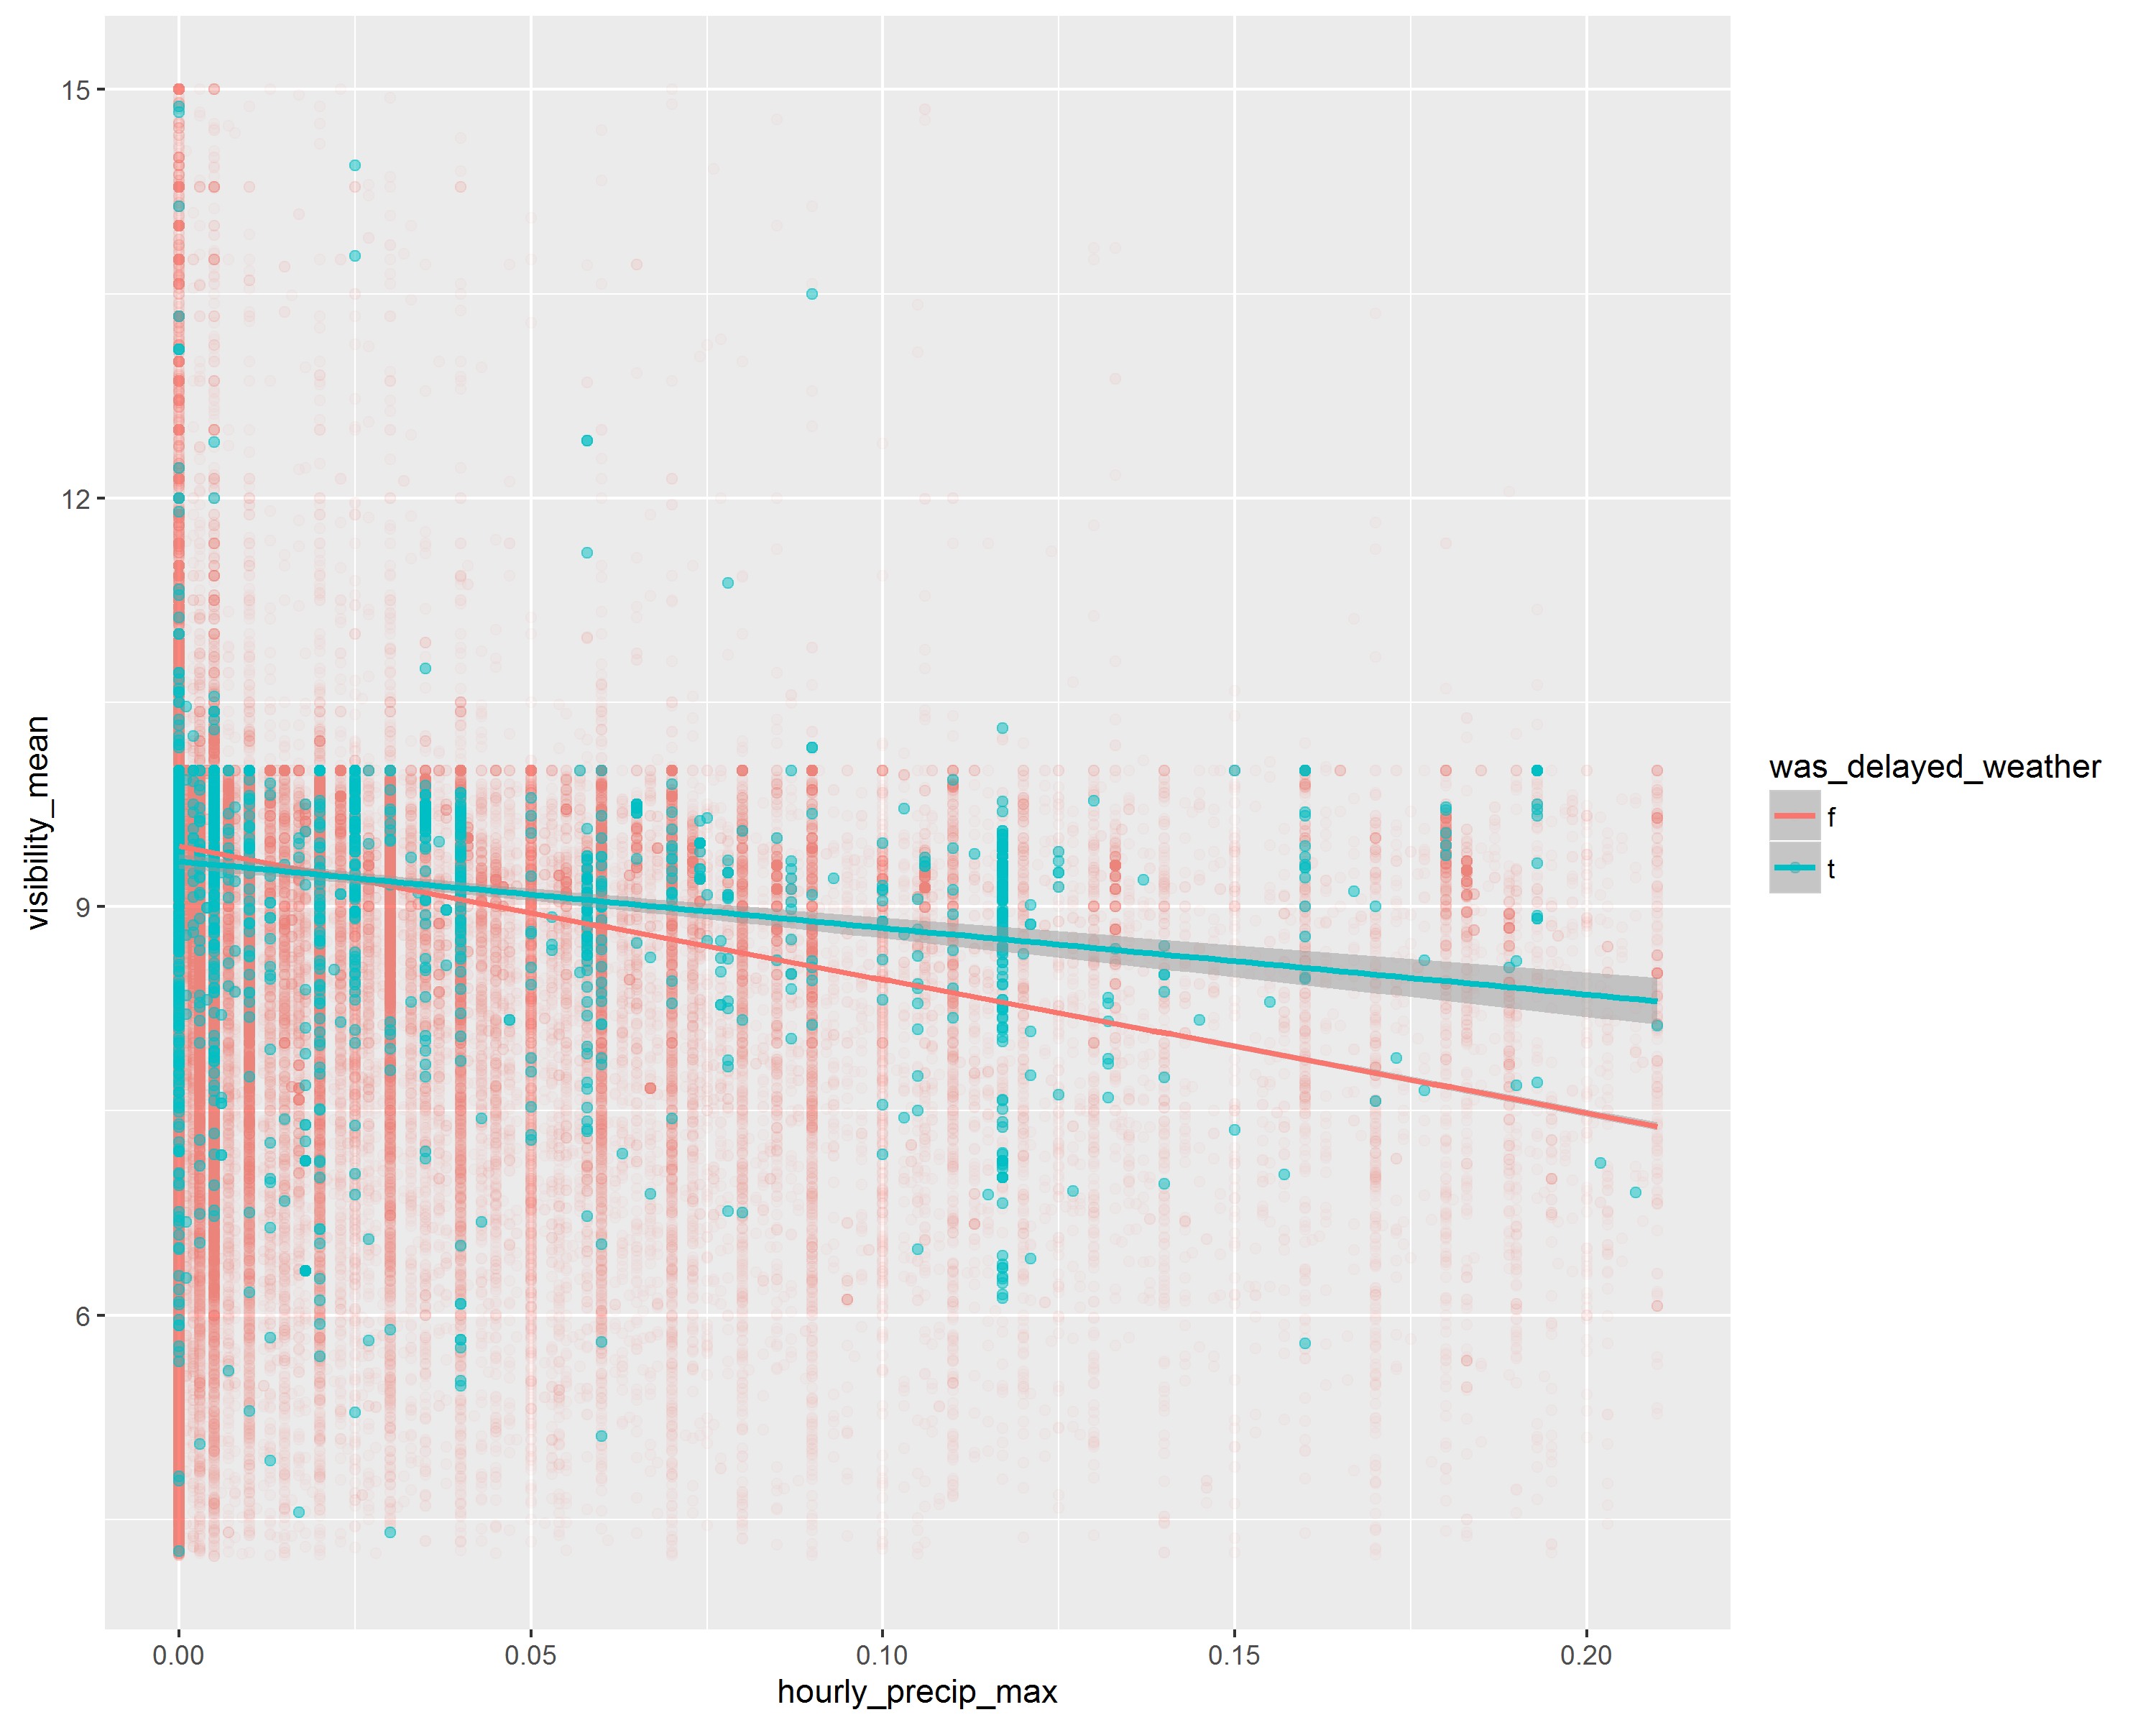 15
12
9
6
visibility_mean
0.00
0.05
0.10
0.15
0.20
hourly_precip_max
was_delayed_weather
f
t